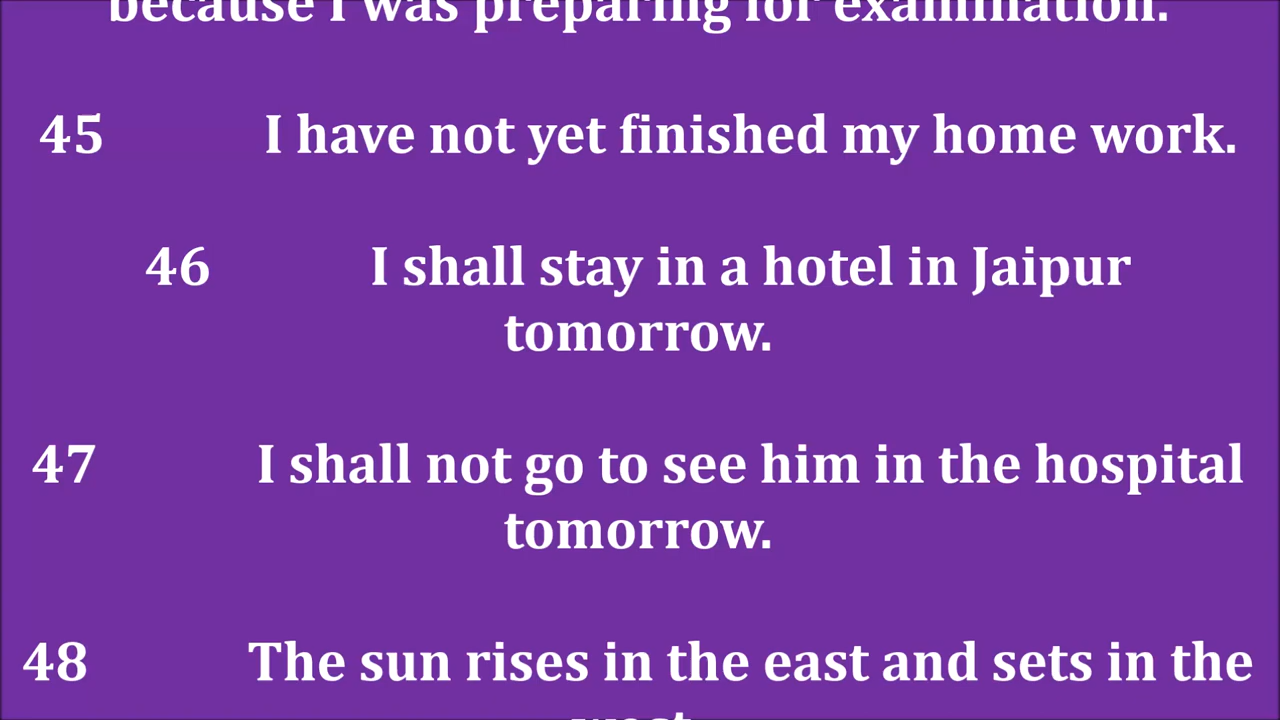 because I was preparing for examination.
45 I have not yet finished my home work.
46 I shall stay in a hotel in Jaipur
tomorrow.
47 I shall not go to see him in the hospital
tomorrow.
48 The sun rises in the east and sets in the
west.